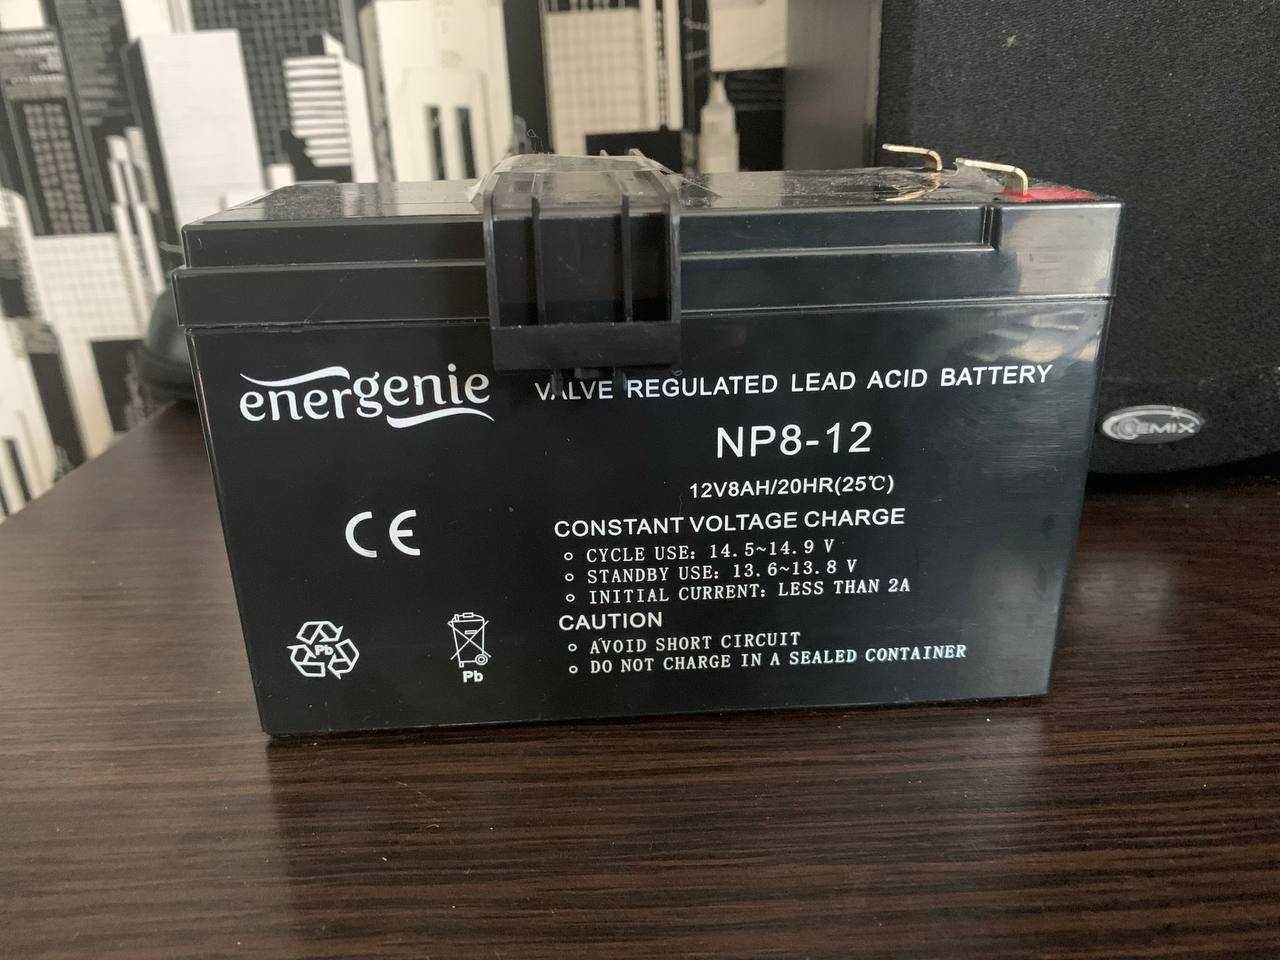 energenie
VALVE REGULATED LEAD ACID BATTERY
NP8-12
12V8AH/20HR(25℃)
CONSTANT VOLTAGE CHARGE
CYCLE USE: 14.5~14.9 V
STANDBY USE: 13.6~13.8 V
INITIAL CURRENT: LESS THAN 2A
CAUTION
AVOID SHORT CIRCUIT
DO NOT CHARGE IN A SEALED CONTAINER
CE
Pb
Pb
GEMIX